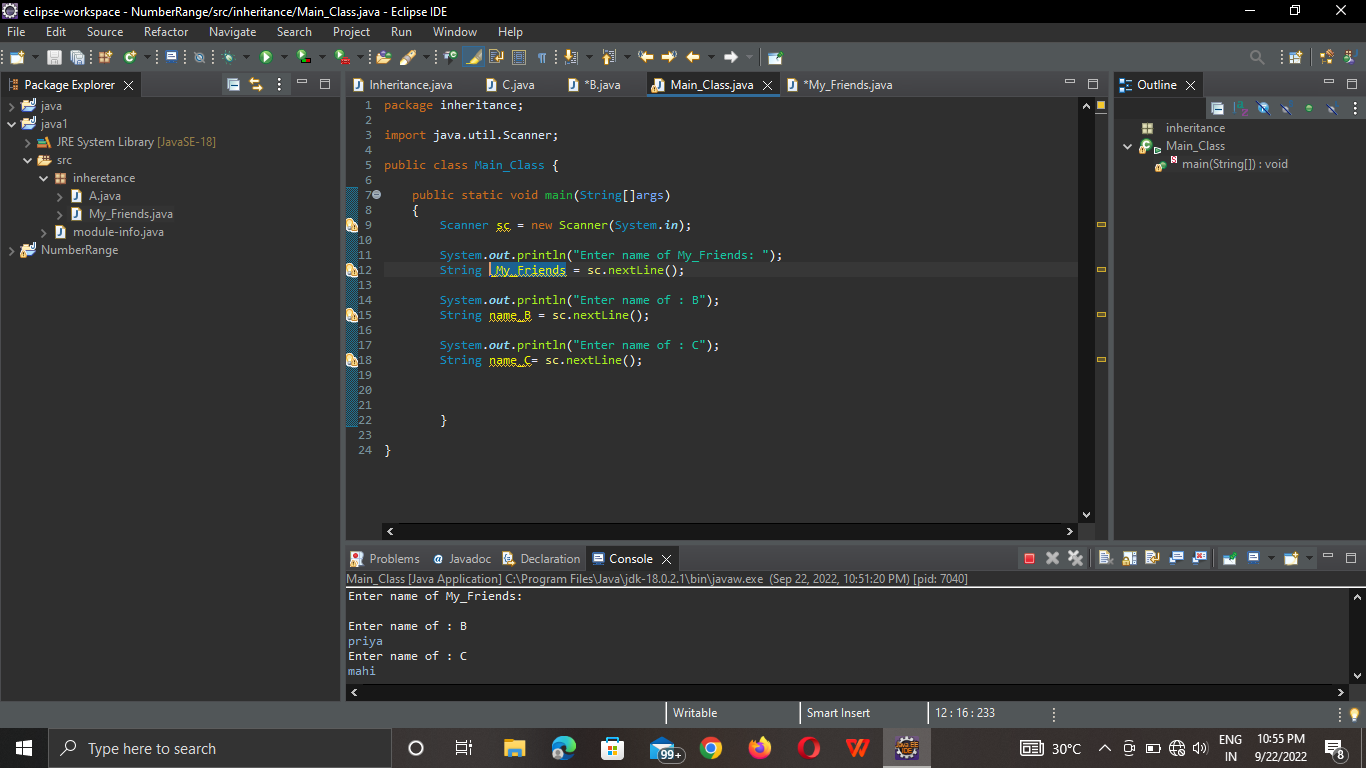 eclipse-workspace - NumberRange/src/inheritance/Main_Class.java - Eclipse IDE
File Edit Source Refactor Navigate Search Project Run Window Help
Package Explorer
java
java1
JRE System Library [JavaSE-18]
src
inheretance
A.java
My_Friends.java
module-info.java
NumberRange
Inheritance.java C.java *B.java Main_Class.java *My_Friends.java
1 package inheritance;
2
3 import java.util.Scanner;
4
5 public class Main_Class {
6
7 public static void main(String[]args)
8 {
9 Scanner sc = new Scanner(System.in);
10
11 System.out.println("Enter name of My_Friends: ");
12 String My_Friends = sc.nextLine();
13
14 System.out.println("Enter name of : B");
15 String name_B = sc.nextLine();
16
17 System.out.println("Enter name of : C");
18 String name_C= sc.nextLine();
19
20
21
22 }
23
24 }
Outline
inheritance
Main_Class
main(String[]) : void
Problems Javadoc Declaration Console
Main_Class [Java Application] C:\Program Files\Java\jdk-18.0.2.1\bin\javaw.exe (Sep 22, 2022, 10:51:20 PM) [pid: 7040]
Enter name of My_Friends:
Enter name of : B
priya
Enter name of : C
mahi
Writable Smart Insert 12 : 16 : 233
Type here to search
99+
JAVA EE
IDE
30°C
ENG
IN
10:55 PM
9/22/2022
8